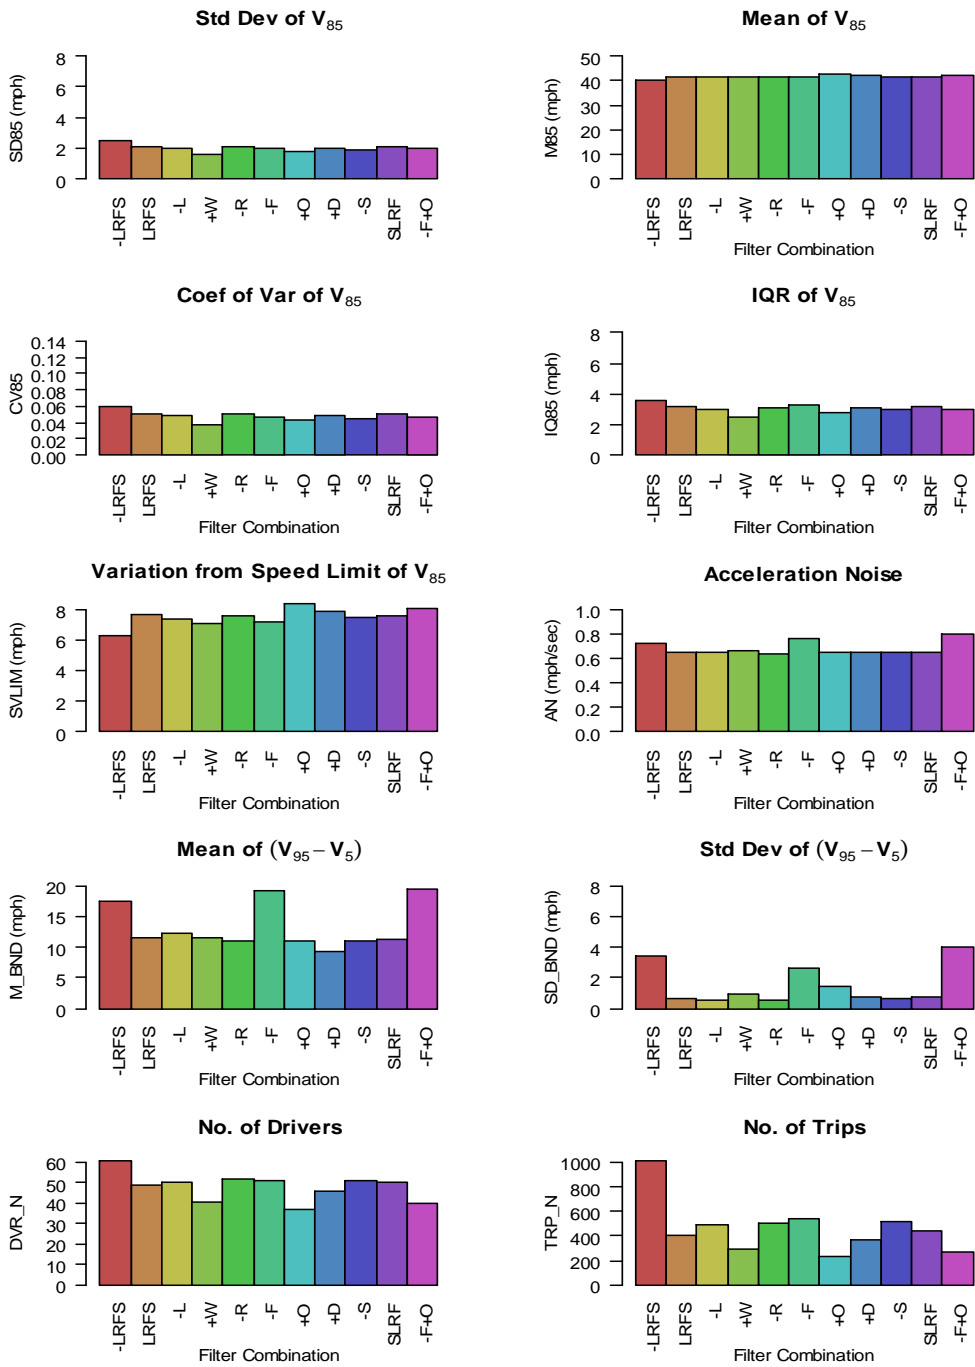 Std Dev of V85
SD85 (mph)
8
6
4
2
0
-LRFS LRFS -L +W -R -F +O +D -S SLRF -F+O
Mean of V85
M85 (mph)
50
40
30
20
10
0
-LRFS LRFS -L +W -R -F +O +D -S SLRF -F+O
Filter Combination
Coef of Var of V85
CV85
0.14
0.12
0.10
0.08
0.06
0.04
0.02
0.00
-LRFS LRFS -L +W -R -F +O +D -S SLRF -F+O
Filter Combination
IQR of V85
IQ85 (mph)
8
6
4
2
0
-LRFS LRFS -L +W -R -F +O +D -S SLRF -F+O
Filter Combination
Variation from Speed Limit of V85
SVLIM (mph)
8
6
4
2
0
-LRFS LRFS -L +W -R -F +O +D -S SLRF -F+O
Filter Combination
Acceleration Noise
AN (mph/sec)
1.0
0.8
0.6
0.4
0.2
0.0
-LRFS LRFS -L +W -R -F +O +D -S SLRF -F+O
Filter Combination
Mean of (V95 – V5)
M_BND (mph)
20
15
10
5
0
-LRFS LRFS -L +W -R -F +O +D -S SLRF -F+O
Filter Combination
Std Dev of (V95 – V5)
SD_BND (mph)
8
6
4
2
0
-LRFS LRFS -L +W -R -F +O +D -S SLRF -F+O
Filter Combination
No. of Drivers
DVR_N
60
50
40
30
20
10
0
-LRFS LRFS -L +W -R -F +O +D -S SLRF -F+O
Filter Combination
No. of Trips
TRP_N
1000
800
600
400
200
0
-LRFS LRFS -L +W -R -F +O +D -S SLRF -F+O
Filter Combination